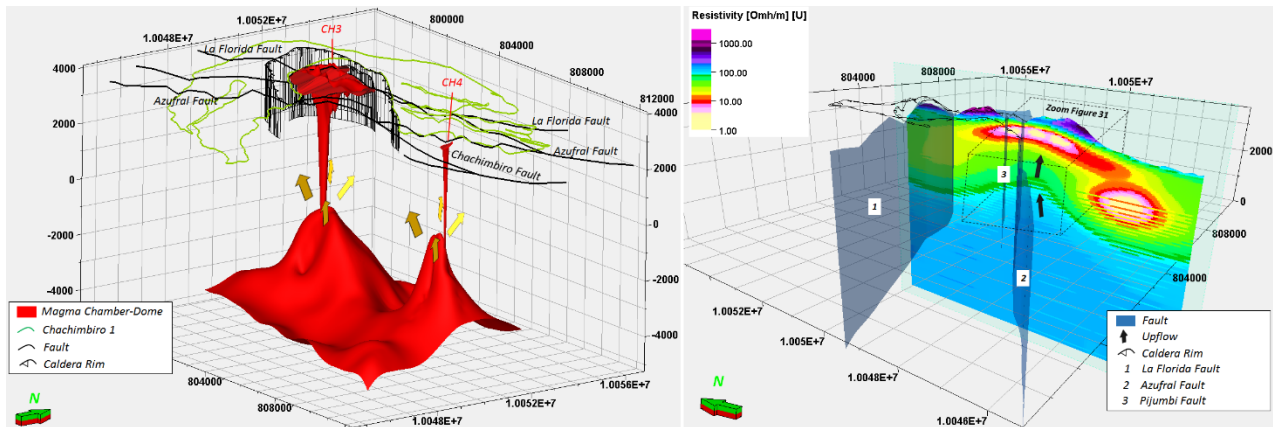 1.0052E+7
1.0048E+7
800000
804000
808000
812000
CH3
CH4
La Florida Fault
Azufral Fault
La Florida Fault
Azufral Fault
Chachimbiro Fault
4000
2000
0
-2000
-4000
4000
2000
0
-2000
-4000
Magma Chamber-Dome
Chachimbiro 1
Fault
Caldera Rim
N
804000
808000
1.0048E+7
1.0052E+7
1.0056E+7
Resistivity [Omh/m] [U]
1000.00
100.00
10.00
1.00
804000
808000
1.0055E+7
1.005E+7
Zoom Figure 31
2000
0
1
3
2
808000
804000
1.0052E+7
1.005E+7
1.0048E+7
1.0046E+7
Fault
Upflow
Caldera Rim
1 La Florida Fault
2 Azufral Fault
3 Pijumbi Fault
N